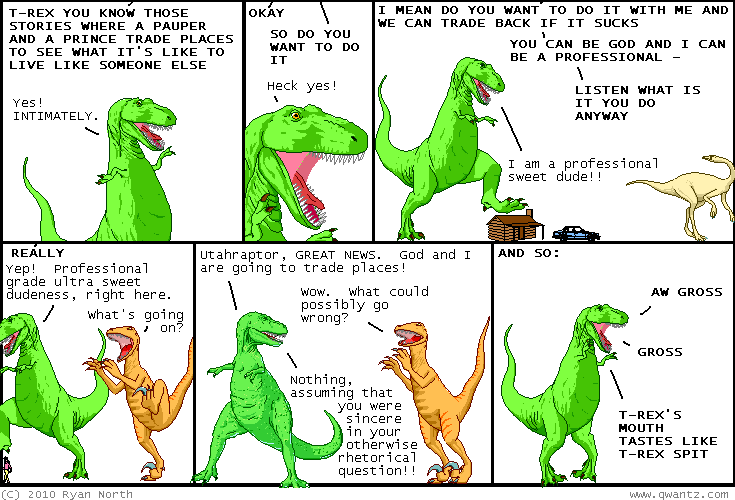 T-REX YOU KNOW THOSE
STORIES WHERE A PAUPER
AND A PRINCE TRADE PLACES
TO SEE WHAT IT'S LIKE TO
LIVE LIKE SOMEONE ELSE
Yes!
INTIMATELY.
OKAY
SO DO YOU
WANT TO DO
IT
Heck yes!
I MEAN DO YOU WANT TO DO IT WITH ME AND
WE CAN TRADE BACK IF IT SUCKS
YOU CAN BE GOD AND I CAN
BE A PROFESSIONAL -
LISTEN WHAT IS
IT YOU DO
ANYWAY
I am a professional
sweet dude!!
REALLY
Yep! Professional
grade ultra sweet
dudeness, right here.
What's going
on?
Utahraptor, GREAT NEWS. God and I
are going to trade places!
Wow. What could
possibly go
wrong?
Nothing,
assuming that
you were
sincere
in your
otherwise
rhetorical
question!!
AND SO:
AW GROSS
GROSS
T-REX'S
MOUTH
TASTES LIKE
T-REX SPIT
(C) 2010 Ryan North
www.qwantz.com